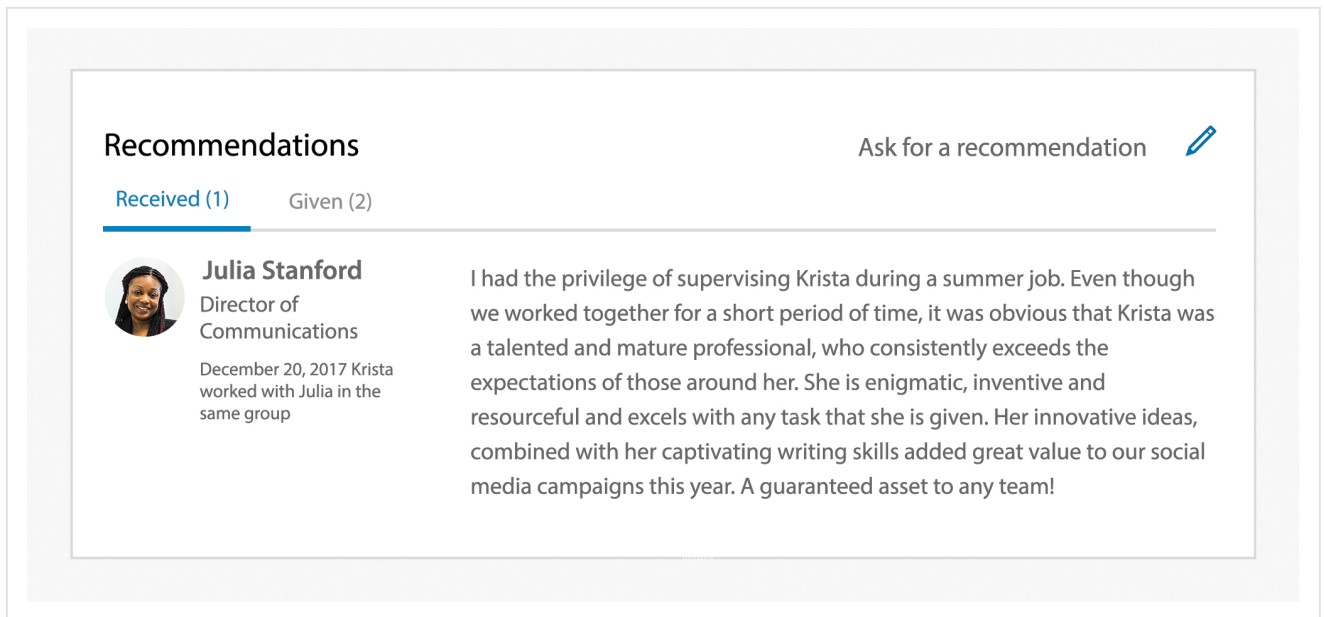 Recommendations
Ask for a recommendation
Received (1)
Given (2)
Julia Stanford
Director of
Communications
December 20, 2017 Krista
worked with Julia in the
same group
I had the privilege of supervising Krista during a summer job. Even though
we worked together for a short period of time, it was obvious that Krista was
a talented and mature professional, who consistently exceeds the
expectations of those around her. She is enigmatic, inventive and
resourceful and excels with any task that she is given. Her innovative ideas,
combined with her captivating writing skills added great value to our social
media campaigns this year. A guaranteed asset to any team!